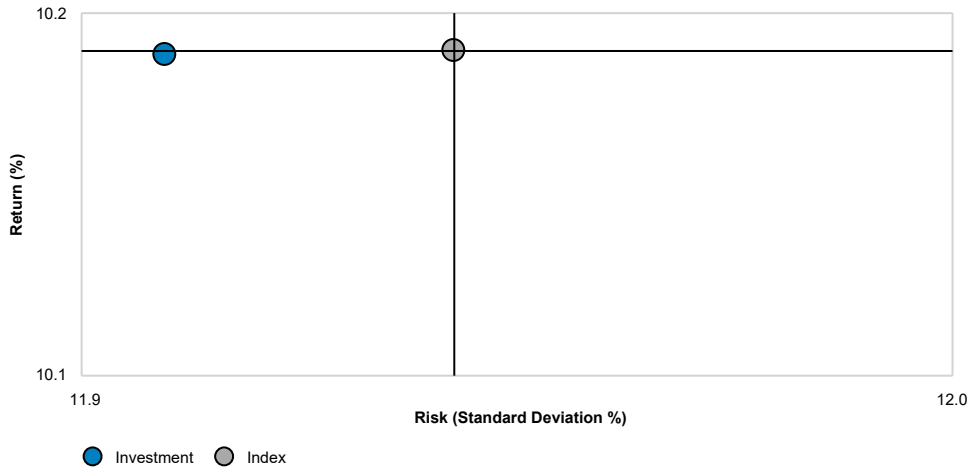 10.2
Return (%)
10.1
11.9
12.0
Risk (Standard Deviation %)
Investment
Index